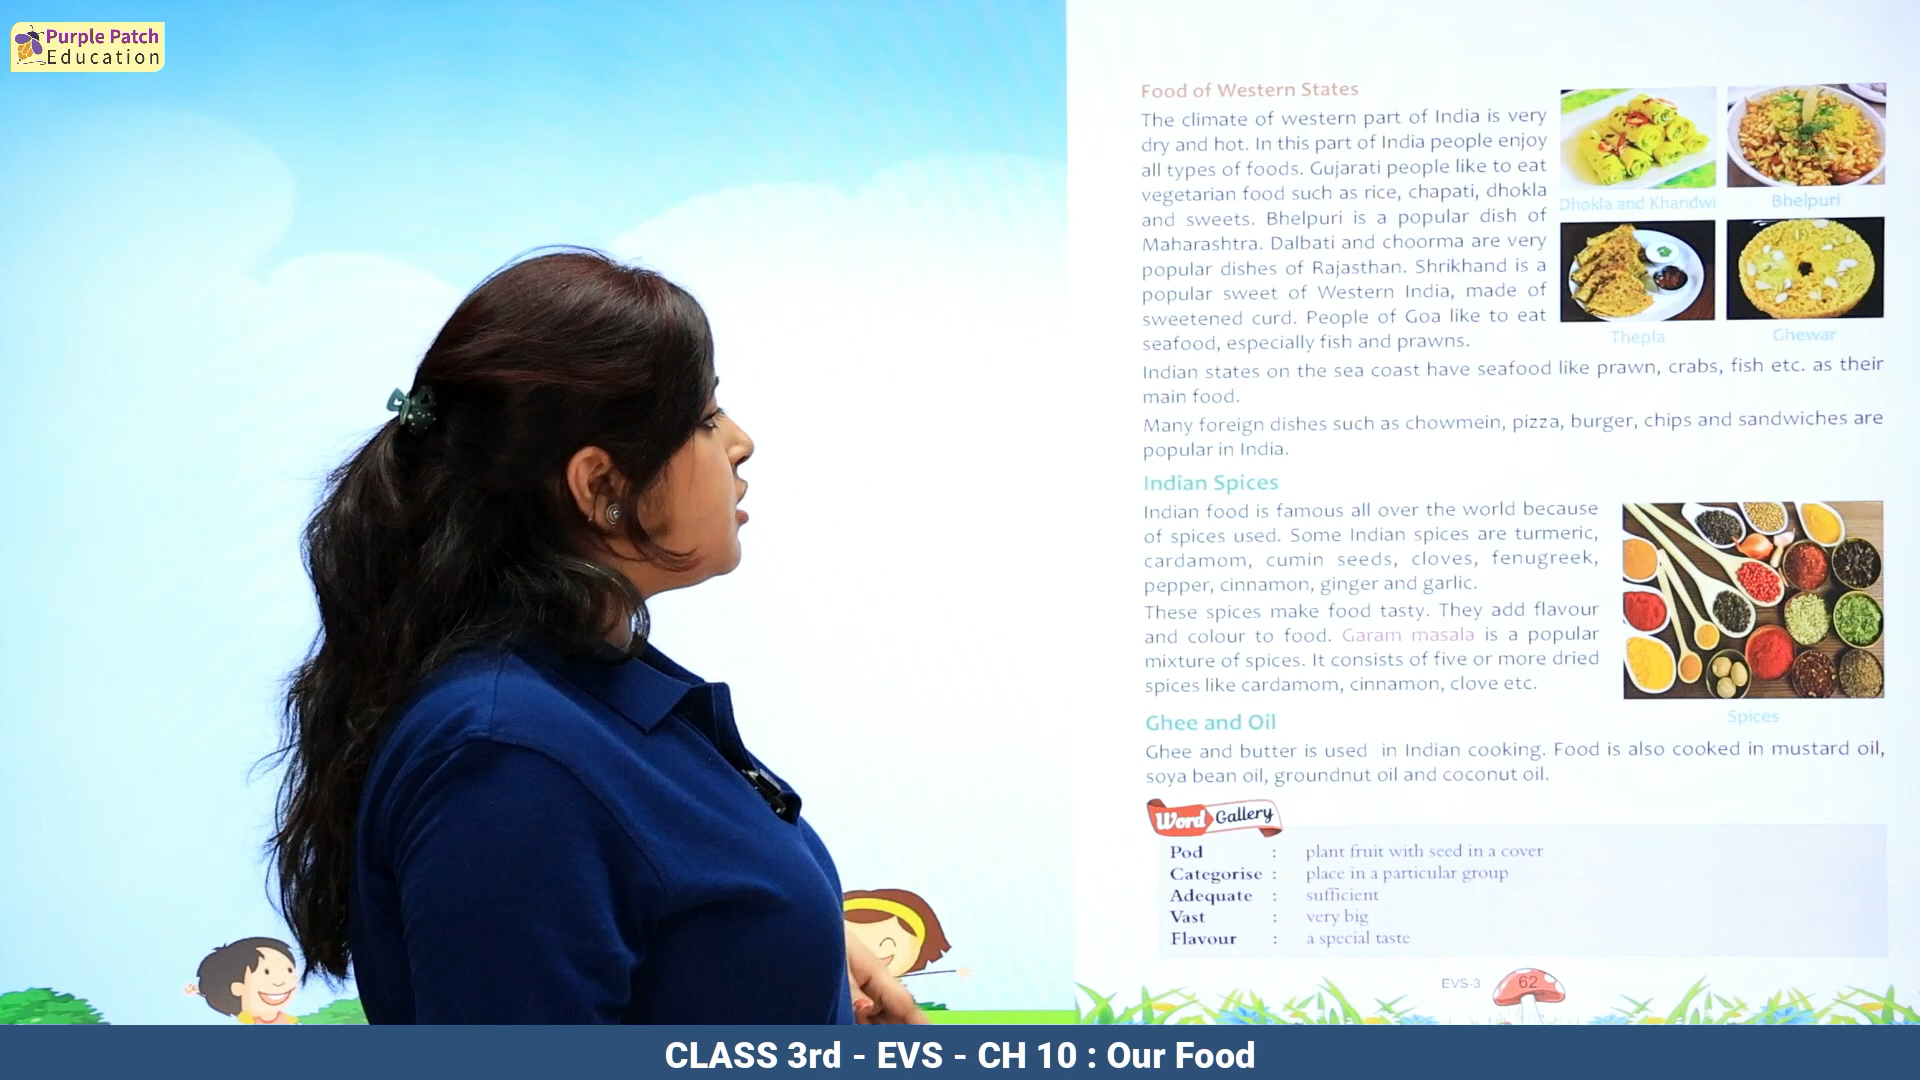 Purple Patch
Education
Food of Western States
The climate of western part of India is very
dry and hot. In this part of India people enjoy
all types of foods. Gujarati people like to eat
vegetarian food such as rice, chapati, dhokla
and sweets. Bhelpuri is a popular dish of
Maharashtra. Dalbati and choorma are very
popular dishes of Rajasthan. Shrikhand is a
popular sweet of Western India, made of
sweetened curd. People of Goa like to eat
seafood, especially fish and prawns.
Dhokla and Khandwi
Bhelpuri
Thepla
Ghewar
Indian states on the sea coast have seafood like prawn, crabs, fish etc. as their
main food.
Many foreign dishes such as chowmein, pizza, burger, chips and sandwiches are
popular in India.
Indian Spices
Indian food is famous all over the world because
of spices used. Some Indian spices are turmeric,
cardamom, cumin seeds, cloves, fenugreek,
pepper, cinnamon, ginger and garlic.
These spices make food tasty. They add flavour
and colour to food. Garam masala is a popular
mixture of spices. It consists of five or more dried
spices like cardamom, cinnamon, clove etc.
Spices
Ghee and Oil
Ghee and butter is used in Indian cooking. Food is also cooked in mustard oil,
soya bean oil, groundnut oil and coconut oil.
Word Gallery
Pod : plant fruit with seed in a cover
Categorise : place in a particular group
Adequate : sufficient
Vast : very big
Flavour : a special taste
EVS-3 62
CLASS 3rd - EVS - CH 10 : Our Food